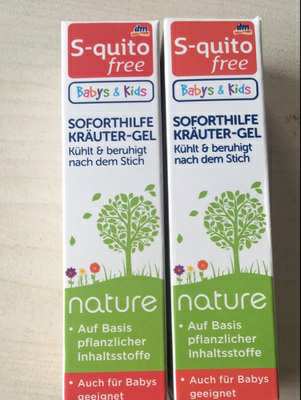 dm
S-quito
free
Babys & Kids
SOFORTHILFE
KRÄUTER-GEL
Kühlt & beruhigt
nach dem Stich
nature
• Auf Basis
pflanzlicher
Inhaltsstoffe
• Auch für Babys
geeignet
dm
S-quito
free
Babys & Kids
SOFORTHILFE
KRÄUTER-GEL
Kühlt & beruhigt
nach dem Stich
nature
• Auf Basis
pflanzlicher
Inhaltsstoffe
• Auch für Babys
geeignet